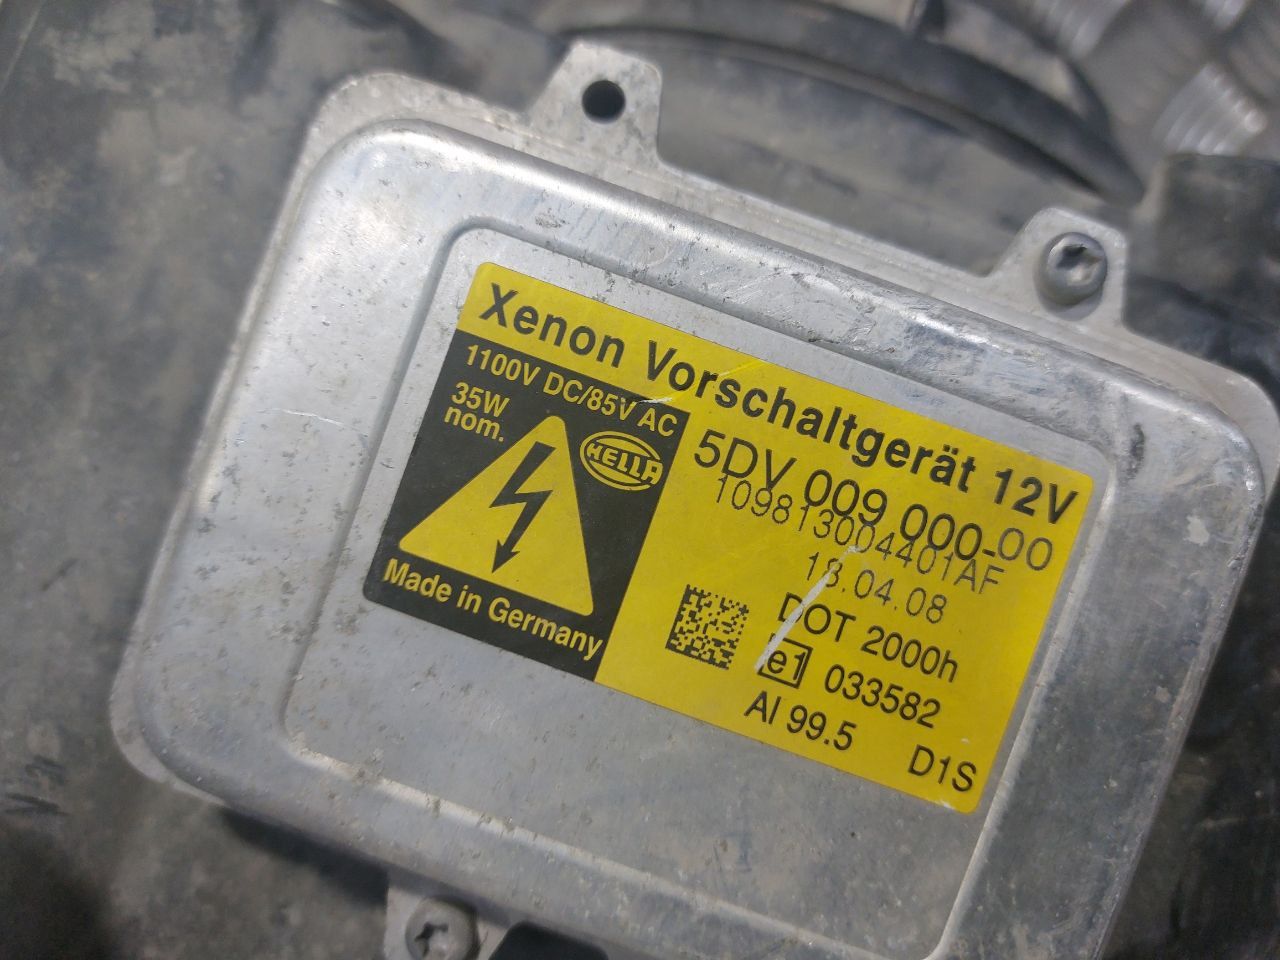 Xenon Vorschaltgerät 12V
1100V DC/85V AC
35W
nom.
HELLA
Made in Germany
5DV 009 000-00
109813004401AF
18.04.08
DOT 2000h
e1 033582
Al 99.5 D1S